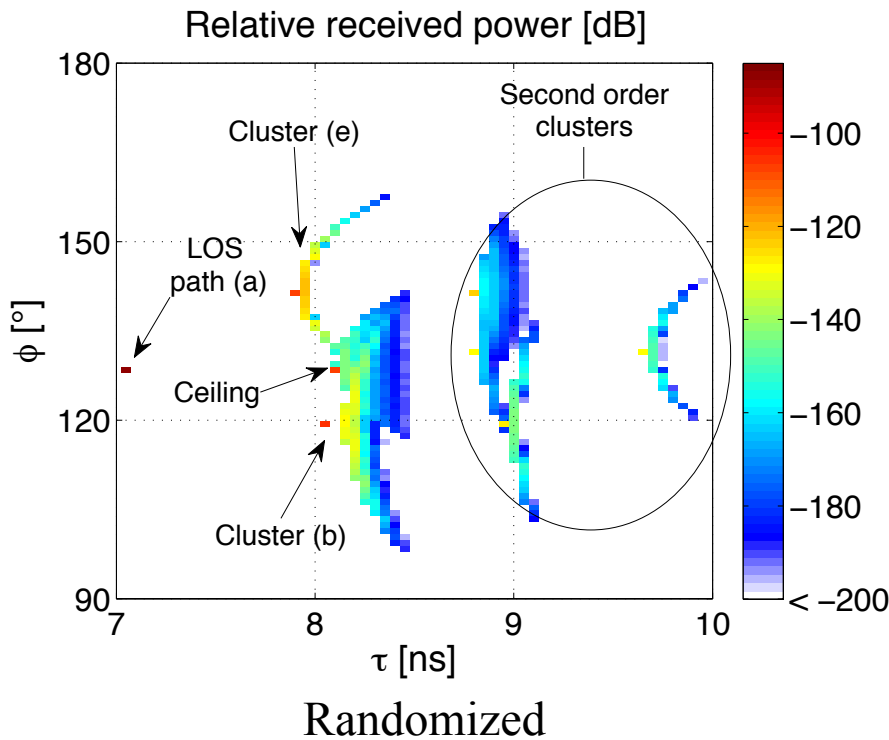 Relative received power [dB]
180
150
120
90
ϕ [°]
7
8
9
10
τ [ns]
Cluster (e)
LOS
path (a)
Ceiling
Cluster (b)
Second order
clusters
−100
−120
−140
−160
−180
< −200
Randomized